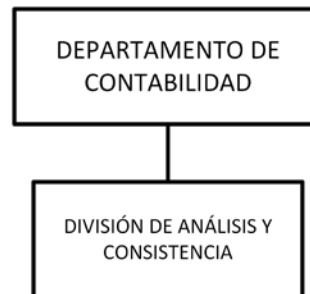 DEPARTAMENTO DE
CONTABILIDAD
DIVISIÓN DE ANÁLISIS Y
CONSISTENCIA